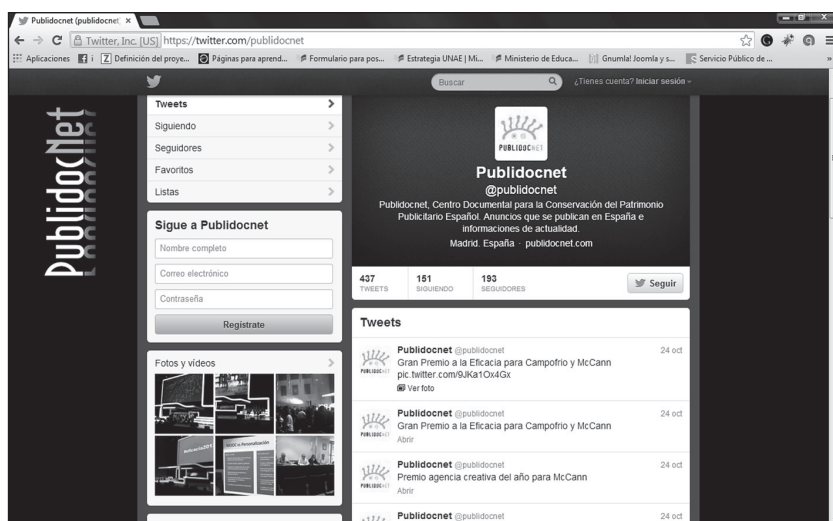 Publidocnet (publidocnet) ×
Twitter, Inc. [US] https://twitter.com/publidocnet
Aplicaciones i Definición del proye... Páginas para aprend... Formulario para pos... Estrategia UNAE | Mi... Ministerio de Educa... Gnumla! Joomla y s... Servicio Público de ... »
Buscar ¿Tienes cuenta? Iniciar sesión
PublidocNet
Tweets
Siguiendo
Seguidores
Favoritos
Listas
Sigue a Publidocnet
Nombre completo
Correo electrónico
Contraseña
Regístrate
Fotos y vídeos
PUBLIDOCNET
Publidocnet
@publidocnet
Publidocnet, Centro Documental para la Conservación del Patrimonio
Publicitario Español. Anuncios que se publican en España e
informaciones de actualidad.
Madrid. España · publidocnet.com
437 151 193
TWEETS SIGUIENDO SEGUIDORES
Seguir
Tweets
Publidocnet @publidocnet 24 oct
Gran Premio a la Eficacia para Campofrio y McCann
pic.twitter.com/9JKa1Ox4Gx
Ver foto
PUBLIDOCNET
Publidocnet @publidocnet 24 oct
Gran Premio a la Eficacia para Campofrio y McCann
Abrir
PUBLIDOCNET
Publidocnet @publidocnet 24 oct
Premio agencia creativa del año para McCann
Abrir
PUBLIDOCNET
Publidocnet @publidocnet 24 oct